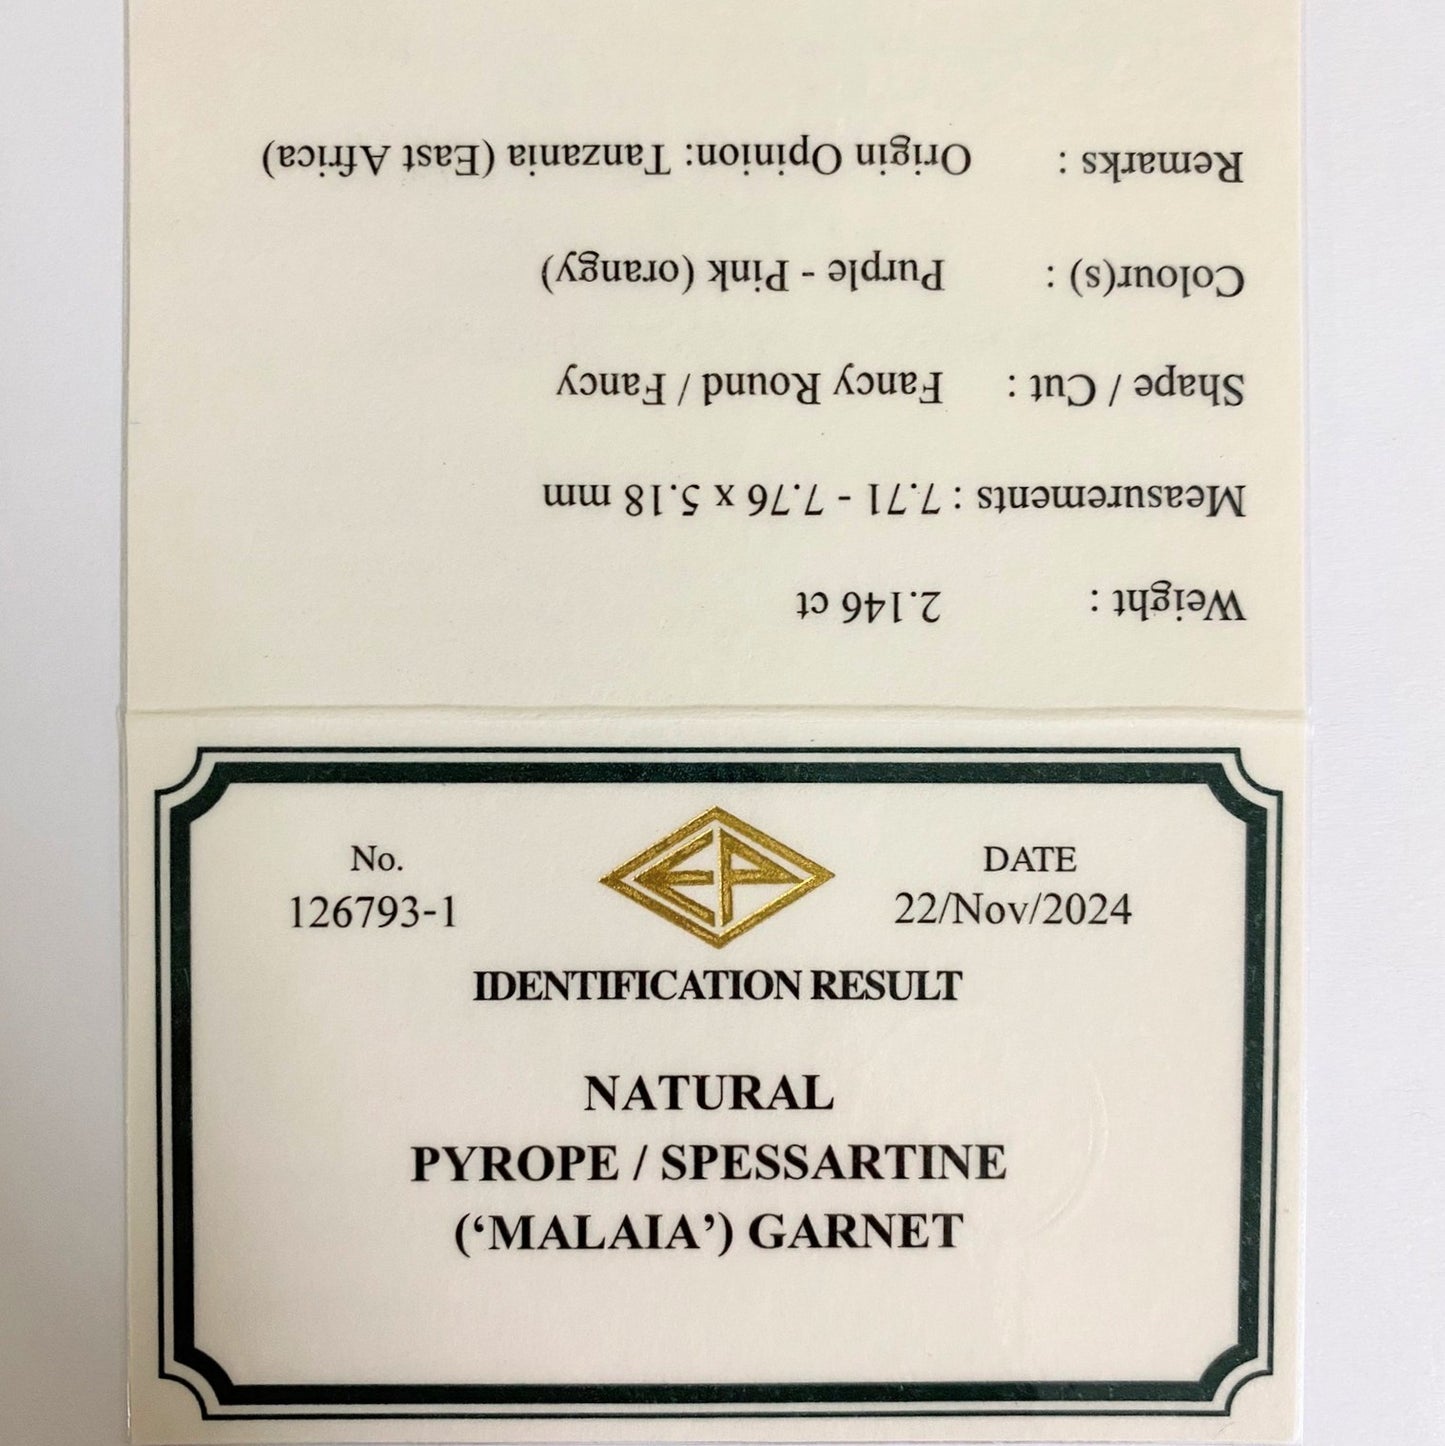 No.
126793-1
EP
DATE
22/Nov/2024
IDENTIFICATION RESULT
NATURAL
PYROPE / SPESSARTINE
(‘MALAIA’) GARNET
Weight : 2.146 ct
Measurements : 7.71 - 7.76 x 5.18 mm
Shape / Cut : Fancy Round / Fancy
Colour(s) : Purple - Pink (orangy)
Remarks : Origin Opinion: Tanzania (East Africa)